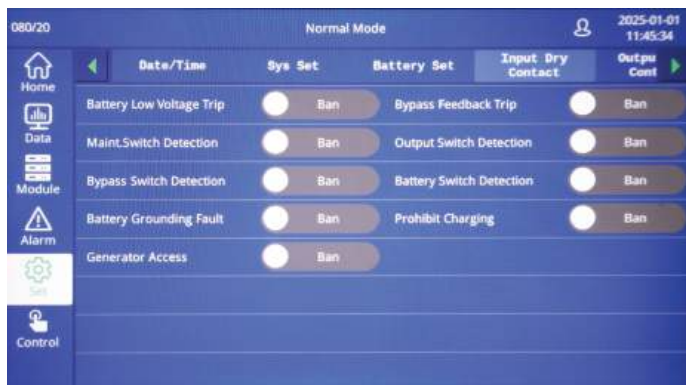 080/20
Normal Mode
2025-01-01
11:45:34
Home
Data
Module
Alarm
Set
Control
Date/Time
Sys Set
Battery Set
Input Dry
Contact
Outpu
Cont
Battery Low Voltage Trip
Ban
Bypass Feedback Trip
Ban
Maint.Switch Detection
Ban
Output Switch Detection
Ban
Bypass Switch Detection
Ban
Battery Switch Detection
Ban
Battery Grounding Fault
Ban
Prohibit Charging
Ban
Generator Access
Ban